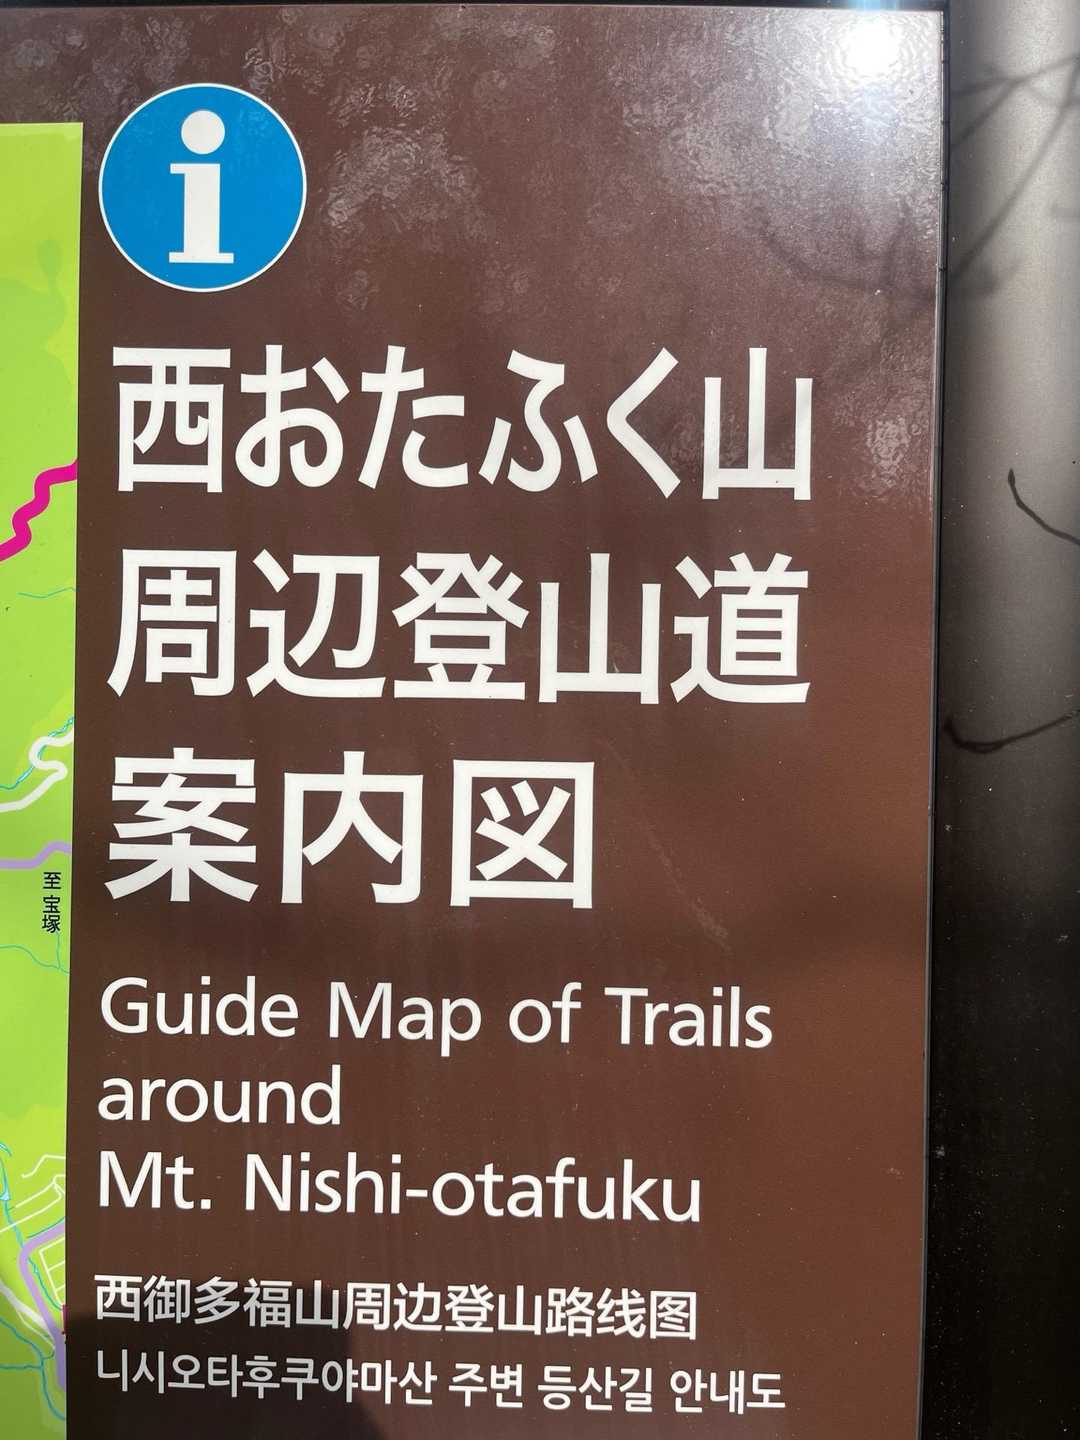 i
西おたふく山
周辺登山道
案内図
至 宝塚
Guide Map of Trails
around
Mt. Nishi-otafuku
西御多福山周边登山路线图
니시오타후쿠야마산 주변 등산길 안내도